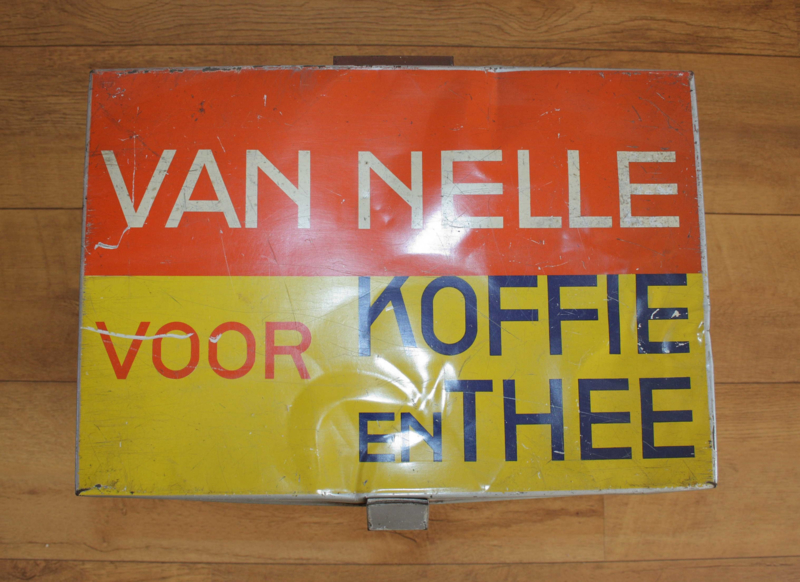 VAN NELLE
VOOR KOFFIE
EN THEE